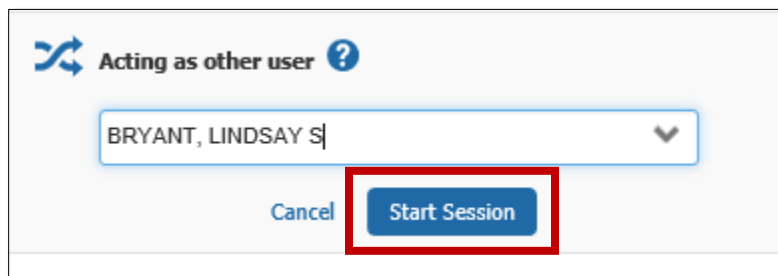 Acting as other user ?
BRYANT, LINDSAY S
Cancel Start Session